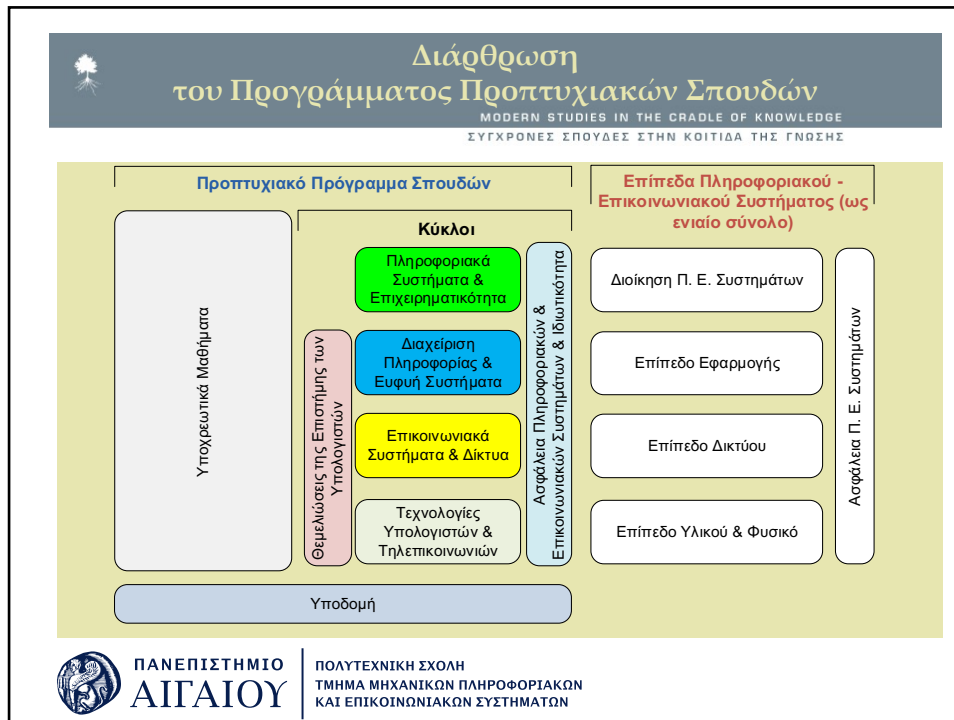 Διάρθρωση
του Προγράμματος Προπτυχιακών Σπουδών
MODERN STUDIES IN THE CRADLE OF KNOWLEDGE
ΣΥΓΧΡΟΝΕΣ ΣΠΟΥΔΕΣ ΣΤΗΝ ΚΟΙΤΙΔΑ ΤΗΣ ΓΝΩΣΗΣ
Προπτυχιακό Πρόγραμμα Σπουδών
Κύκλοι
Υποχρεωτικά Μαθήματα
Θεμελιώσεις της Επιστήμης των
Υπολογιστών
Πληροφοριακά
Συστήματα &
Επιχειρηματικότητα
Διαχείριση
Πληροφορίας &
Ευφυή Συστήματα
Επικοινωνιακά
Συστήματα & Δίκτυα
Τεχνολογίες
Υπολογιστών &
Τηλεπικοινωνιών
Ασφάλεια Πληροφοριακών &
Επικοινωνιακών Συστημάτων & Ιδιωτικότητα
Υποδομή
Επίπεδα Πληροφοριακού -
Επικοινωνιακού Συστήματος (ως
ενιαίο σύνολο)
Διοίκηση Π. Ε. Συστημάτων
Επίπεδο Εφαρμογής
Επίπεδο Δικτύου
Επίπεδο Υλικού & Φυσικό
Ασφάλεια Π. Ε. Συστημάτων
ΠΑΝΕΠΙΣΤΗΜΙΟ
ΑΙΓΑΙΟΥ
ΠΟΛΥΤΕΧΝΙΚΗ ΣΧΟΛΗ
ΤΜΗΜΑ ΜΗΧΑΝΙΚΩΝ ΠΛΗΡΟΦΟΡΙΑΚΩΝ
ΚΑΙ ΕΠΙΚΟΙΝΩΝΙΑΚΩΝ ΣΥΣΤΗΜΑΤΩΝ